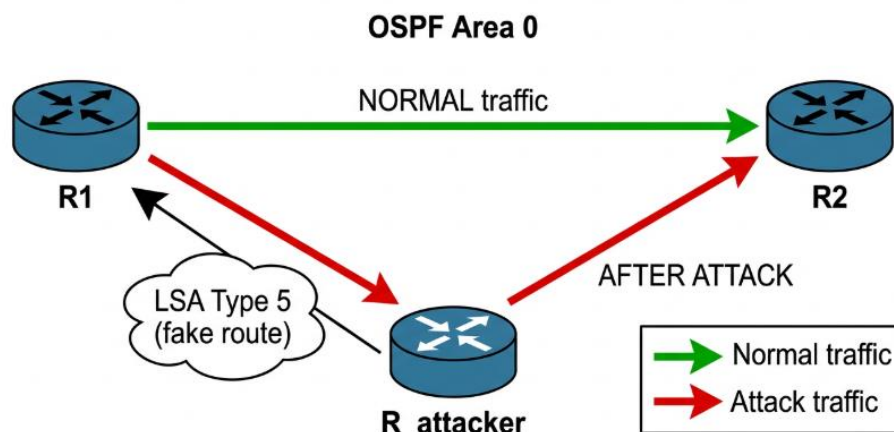 OSPF Area 0
NORMAL traffic
R1
R2
LSA Type 5
(fake route)
AFTER ATTACK
R_attacker
Normal traffic
Attack traffic